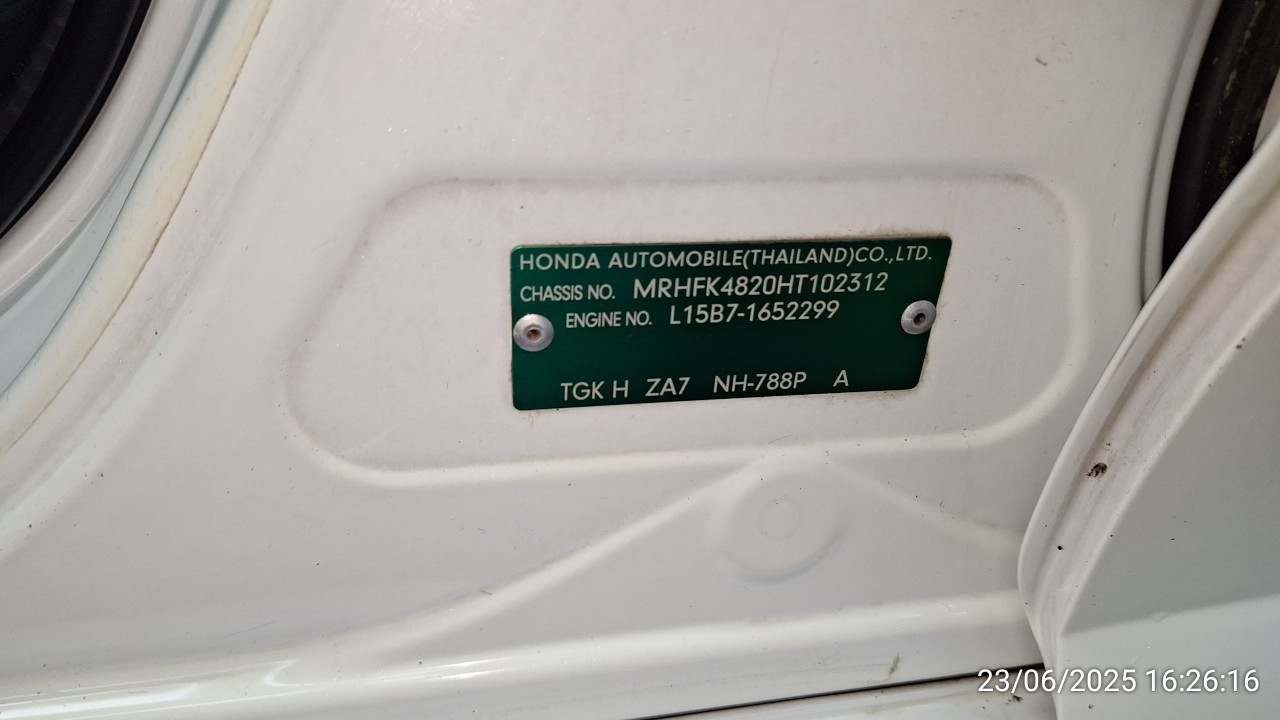 HONDA AUTOMOBILE(THAILAND)CO.,LTD.
CHASSIS NO. MRHFK4820HT102312
ENGINE NO. L15B7-1652299
TGK H ZA7 NH-788P A
23/06/2025 16:26:16